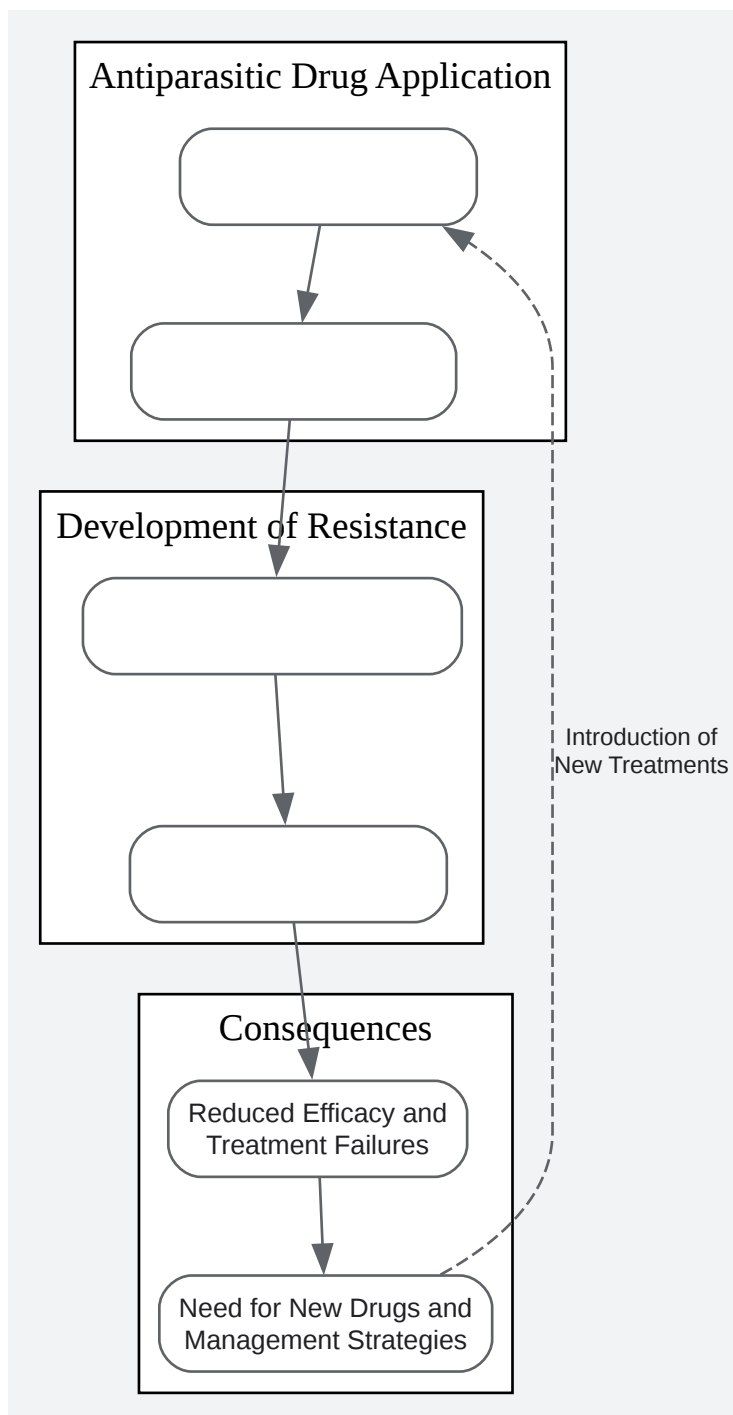 Antiparasitic Drug Application
Development of Resistance
Introduction of
New Treatments
Consequences
Reduced Efficacy and
Treatment Failures
Need for New Drugs and
Management Strategies